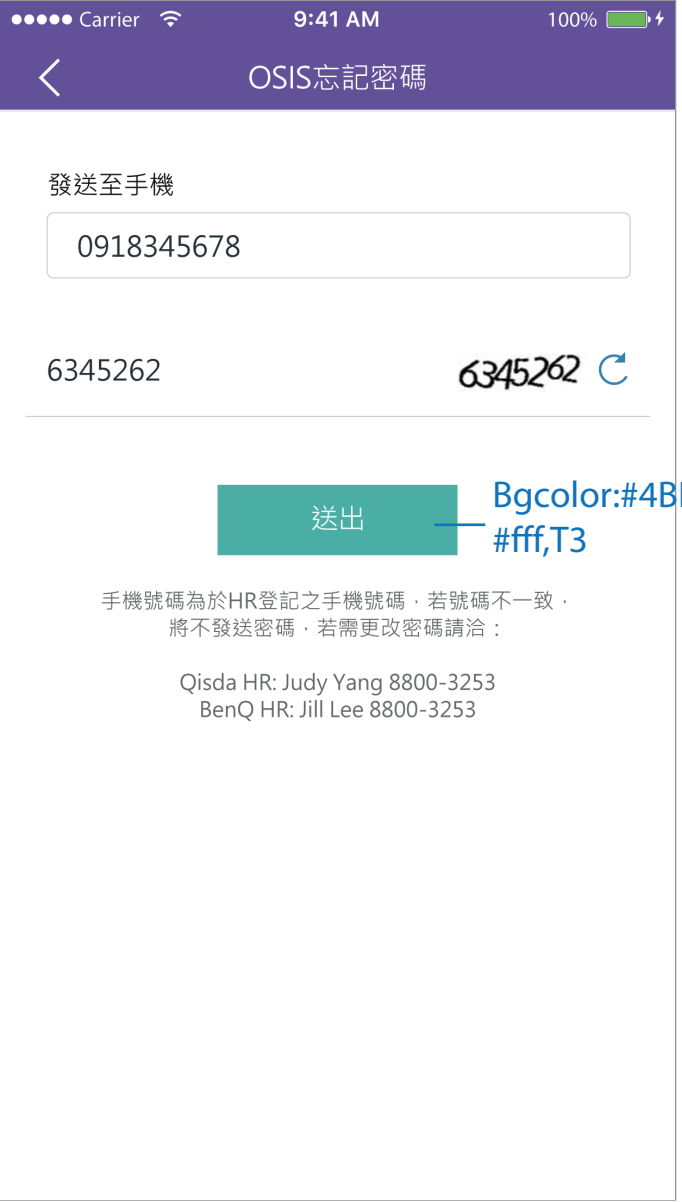 Carrier 9:41 AM 100%
OSIS忘記密碼
發送至手機
0918345678
6345262 6345262
送出
Bgcolor:#4B
#fff,T3
手機號碼為於HR登記之手機號碼，若號碼不一致，
將不發送密碼，若需更改密碼請洽：
Qisda HR: Judy Yang 8800-3253
BenQ HR: Jill Lee 8800-3253